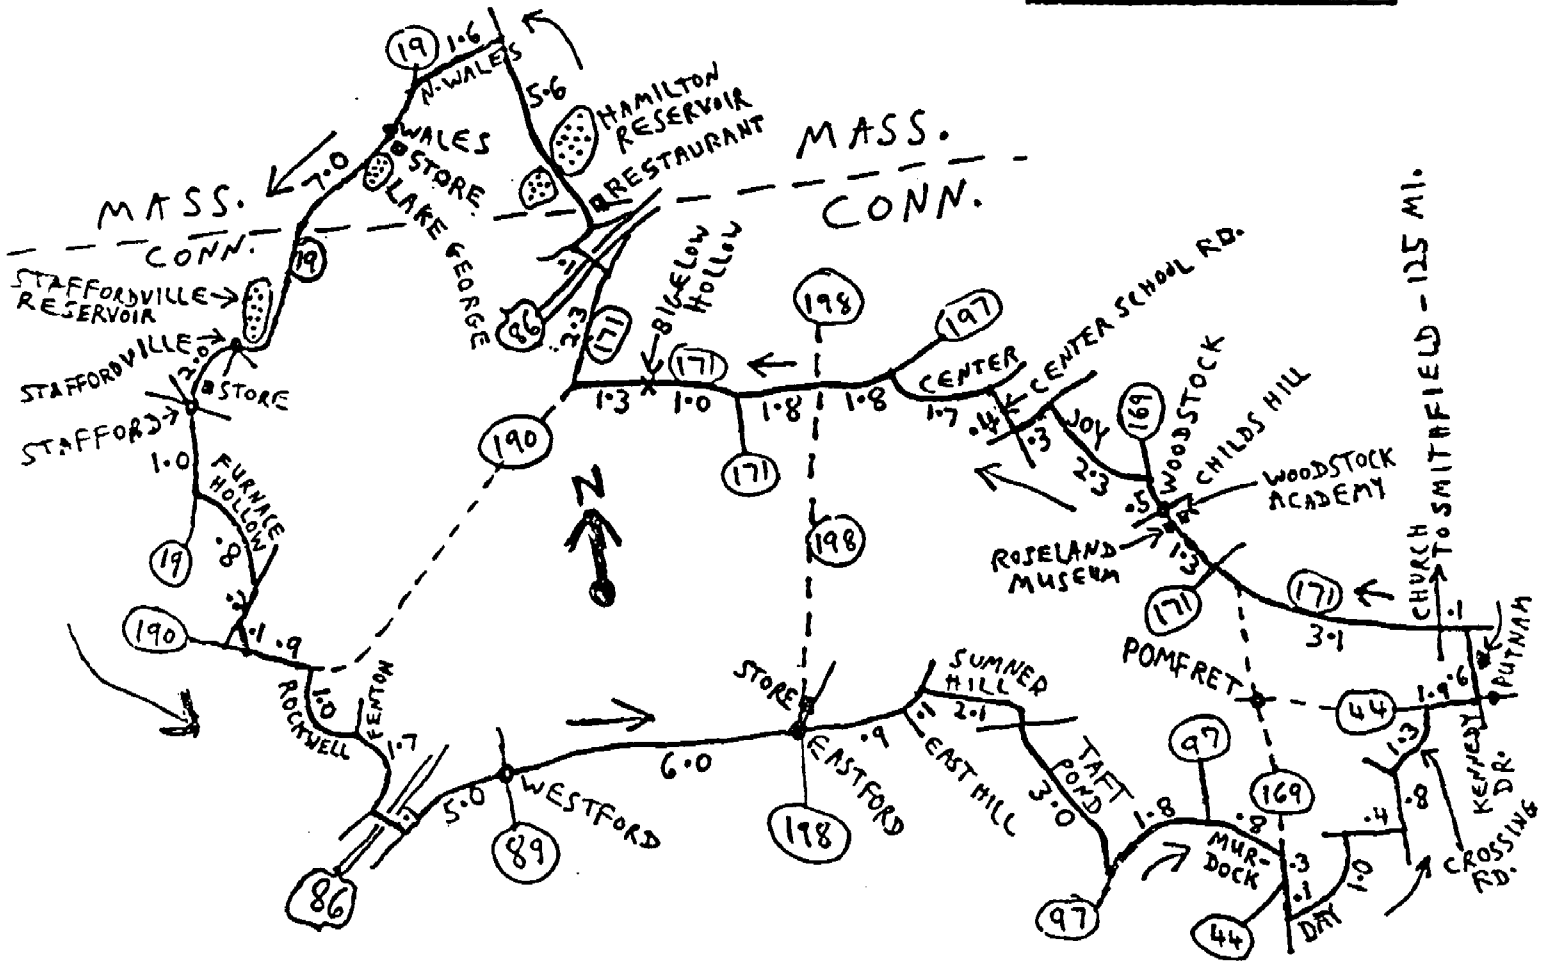 19
1.6
N. WALES
5.6
HAMILTON
RESERVOIR
RESTAURANT
MASS.
CONN.
WALES
STORE
7.0
LAKE GEORGE
MASS.
CONN.
19
STAFFORDVILLE
RESERVOIR
STAFFORDVILLE
2.0
STORE
STAFFORD
1.0
FURNACE
HOLLOW
.8
19
.2
190
.1
.9
ROCKWELL
1.0
FENTON
1.7
86
.1
86
2.3
171
BIGELOW
HOLLOW
1.3
171
1.0
171
1.8
198
1.8
197
CENTER
1.7
CENTER SCHOOL RD.
.4
.3
JOY
2.3
169
WOODSTOCK
.5
CHILDS HILL
WOODSTOCK
ACADEMY
ROSELAND
MUSEUM
1.3
171
171
3.1
CHURCH
TO SMITHFIELD - 125 MI.
.1
PUTNAM
.6
KENNEDY
DR.
1.9
44
POMFRET
1.3
CROSSING
RD.
.8
.4
1.0
DAY
.1
.3
169
44
MUR-
DOCK
.8
97
1.8
97
TAFT
POND
3.0
SUMNER
HILL
2.1
.1
EAST HILL
.9
STORE
EASTFORD
198
198
6.0
WESTFORD
89
5.0
190
N